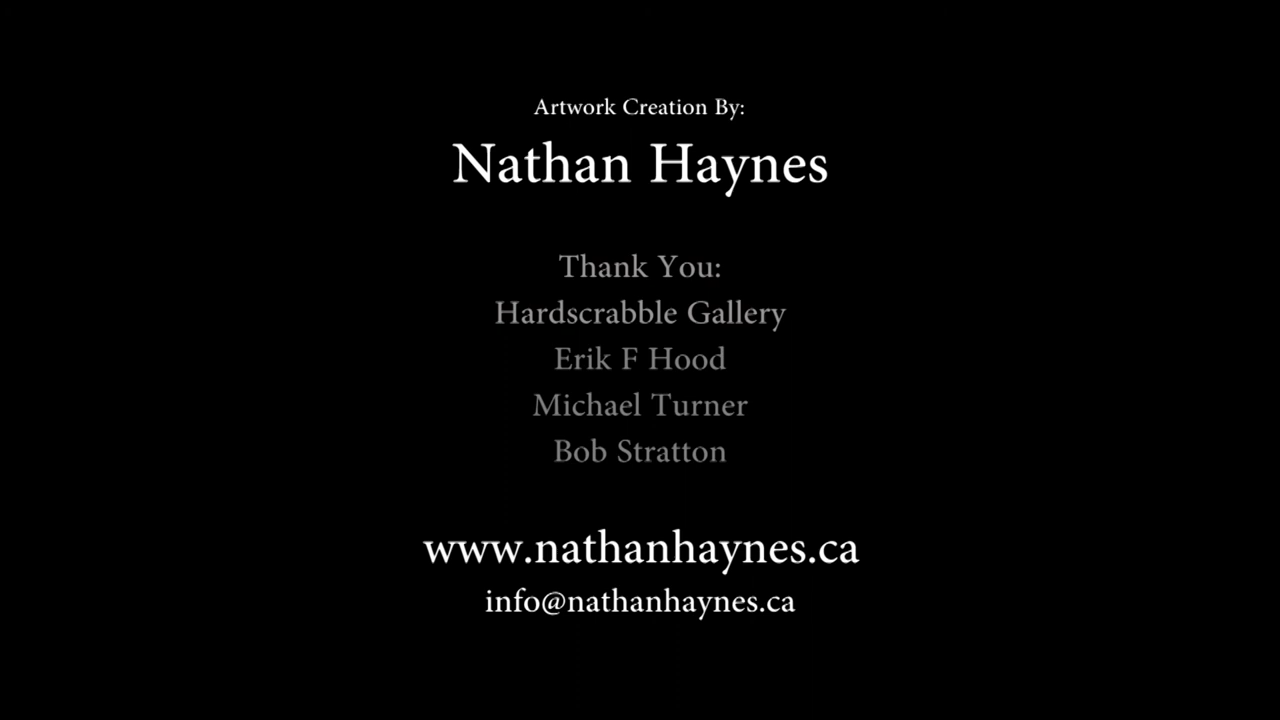 Artwork Creation By:
Nathan Haynes
Thank You:
Hardscrabble Gallery
Erik F Hood
Michael Turner
Bob Stratton
www.nathanhaynes.ca
info@nathanhaynes.ca